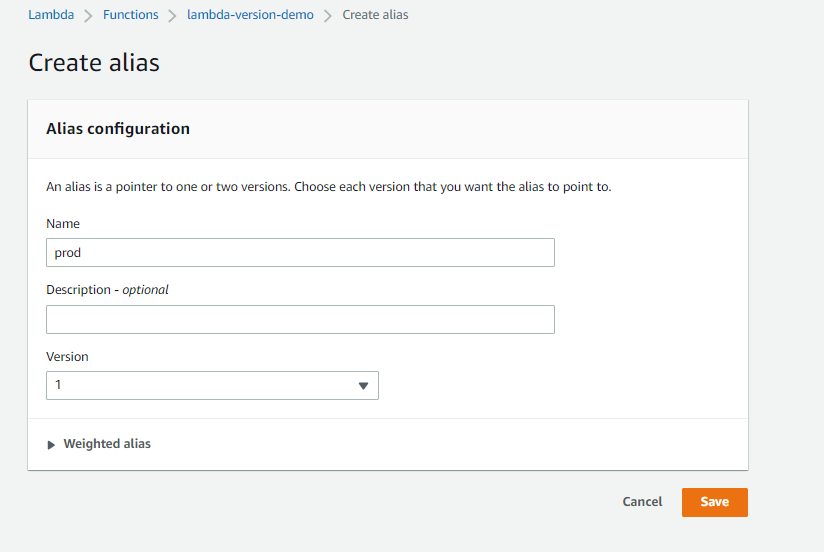 Lambda > Functions > lambda-version-demo > Create alias
Create alias
Alias configuration
An alias is a pointer to one or two versions. Choose each version that you want the alias to point to.
Name
prod
Description - optional
Version
1
Weighted alias
Cancel Save